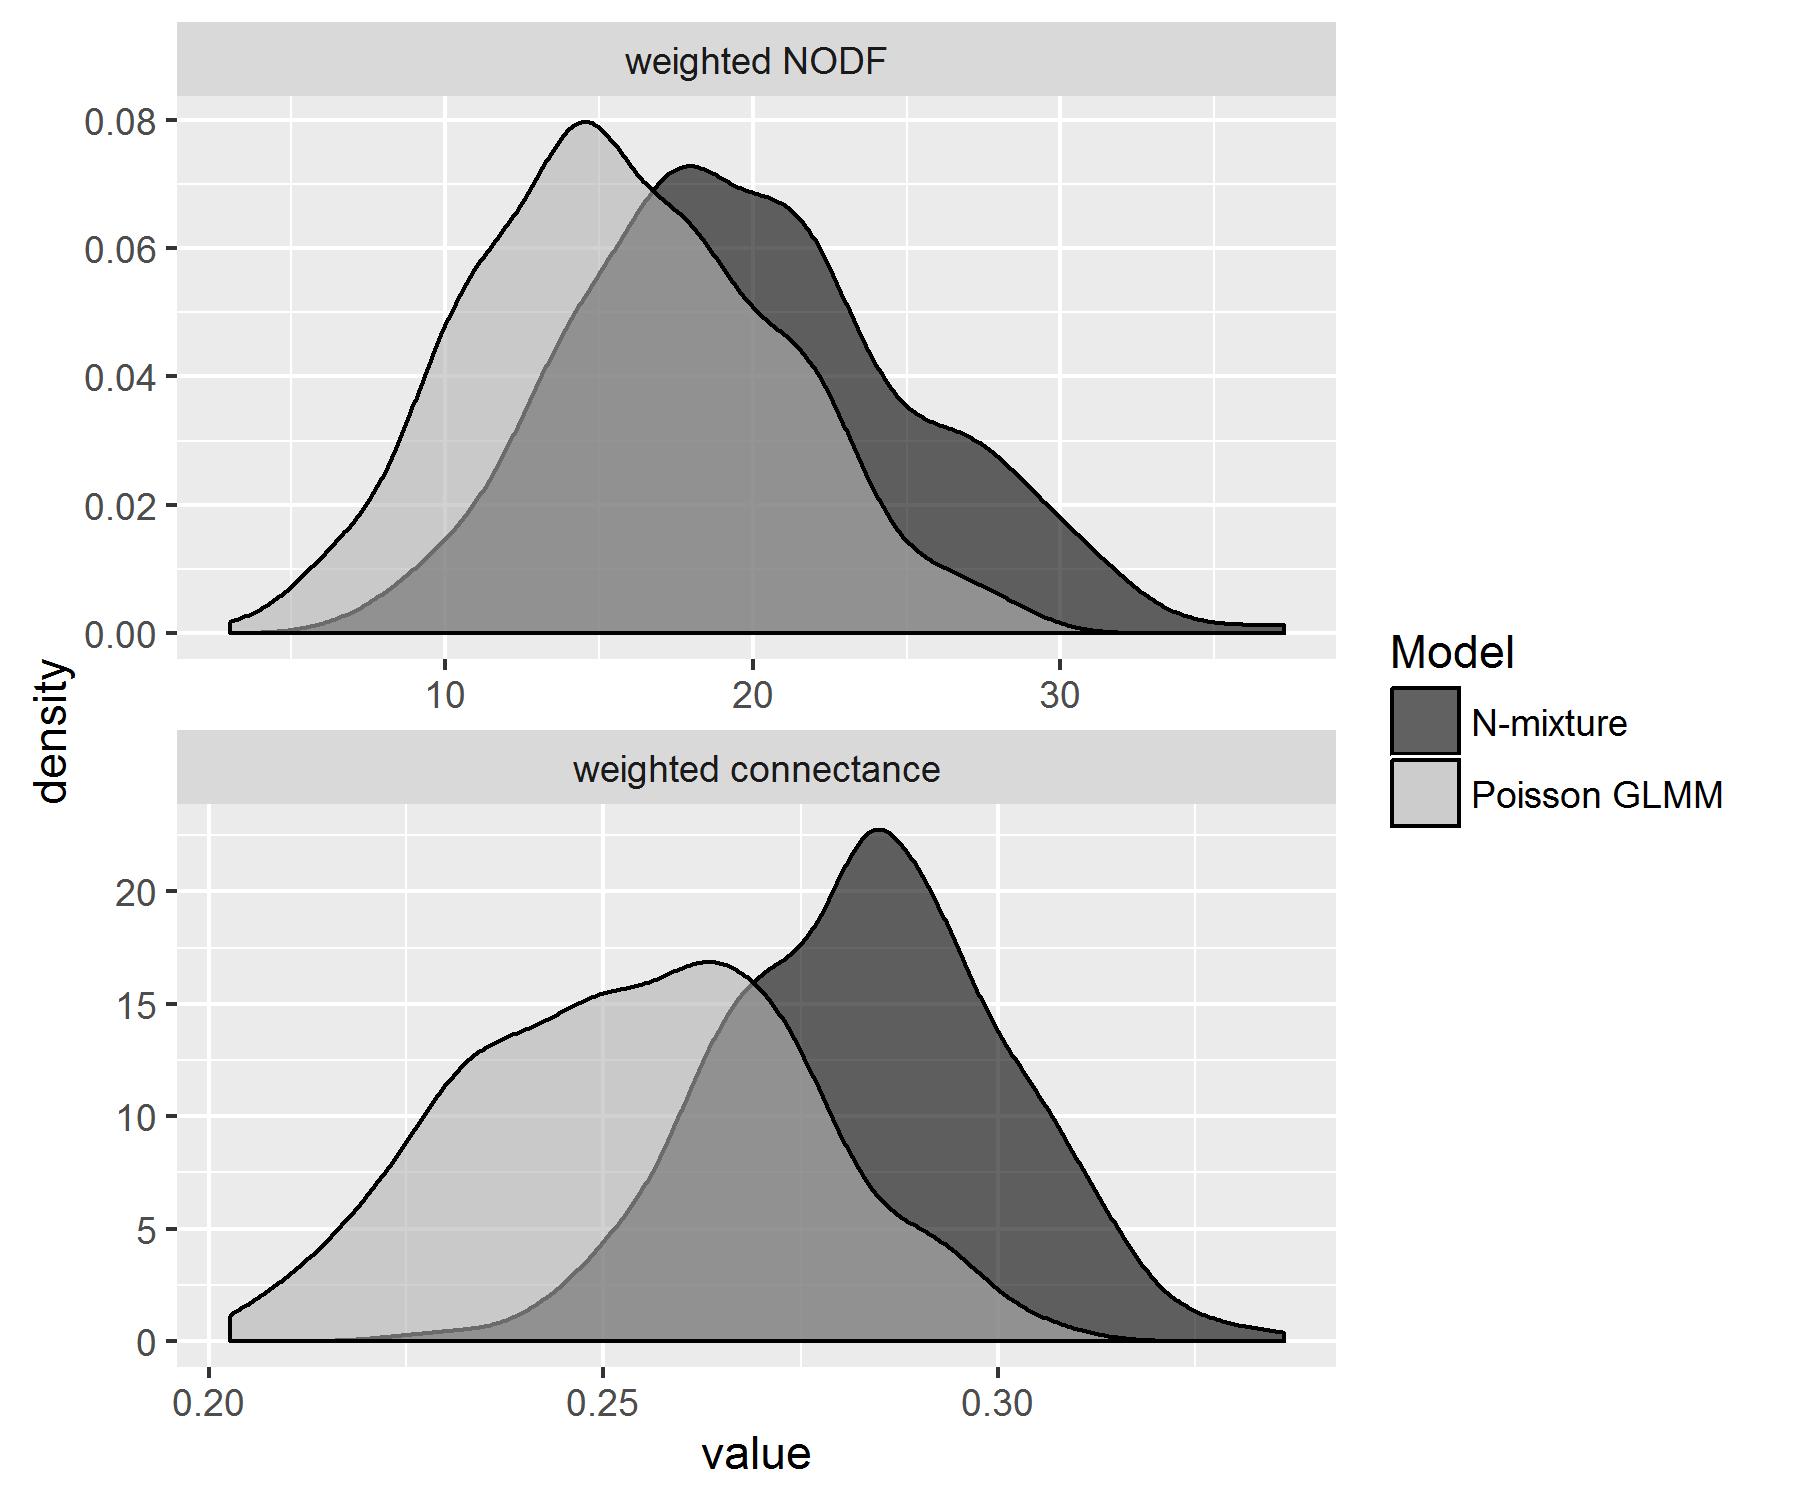 weighted NODF
0.08
0.06
0.04
0.02
0.00
10 20 30
density
weighted connectance
20
15
10
5
0
0.20 0.25 0.30
value
Model
N-mixture
Poisson GLMM